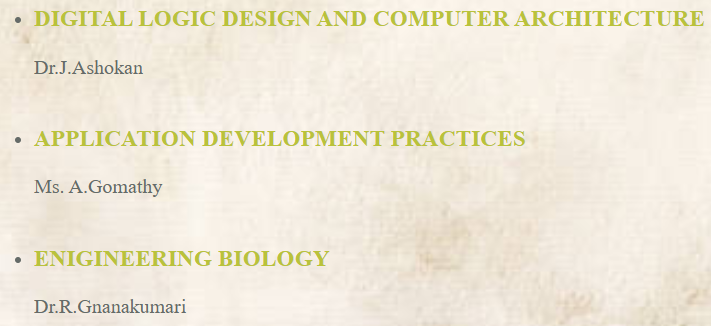 DIGITAL LOGIC DESIGN AND COMPUTER ARCHITECTURE
Dr.J.Ashokan
APPLICATION DEVELOPMENT PRACTICES
Ms. A.Gomathy
ENIGINEERING BIOLOGY
Dr.R.Gnanakumari